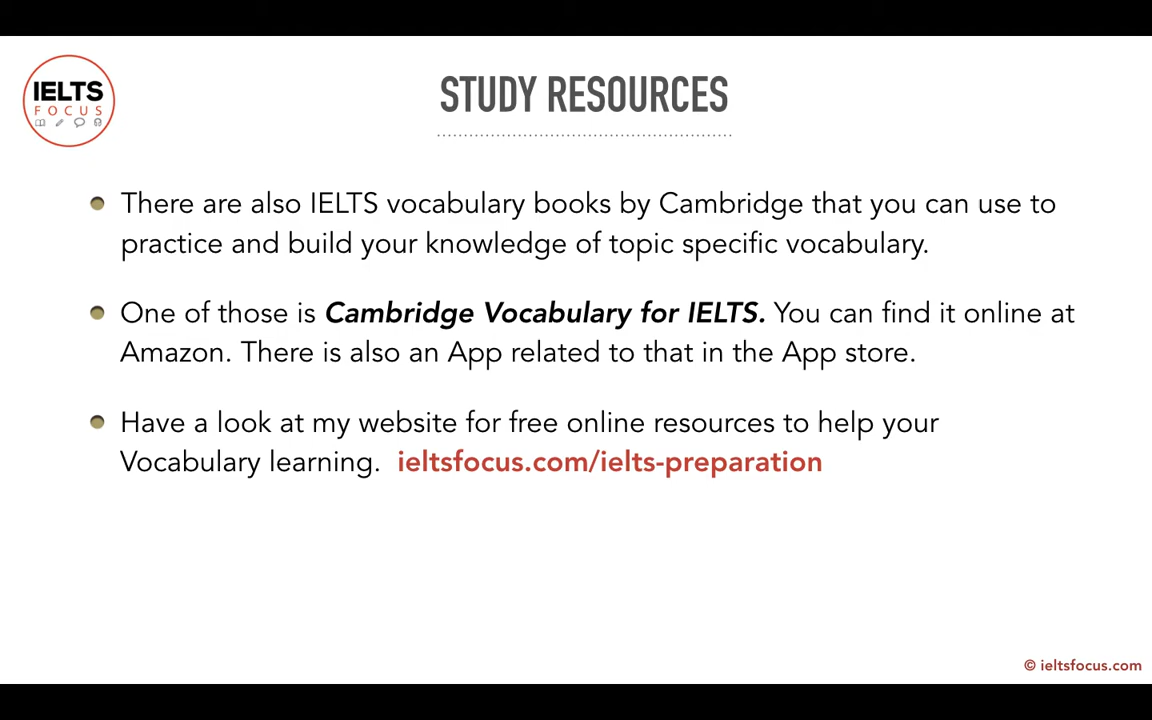 IELTS
FOCUS
STUDY RESOURCES
There are also IELTS vocabulary books by Cambridge that you can use to
practice and build your knowledge of topic specific vocabulary.
One of those is Cambridge Vocabulary for IELTS. You can find it online at
Amazon. There is also an App related to that in the App store.
Have a look at my website for free online resources to help your
Vocabulary learning. ieltsfocus.com/ielts-preparation
© ieltsfocus.com